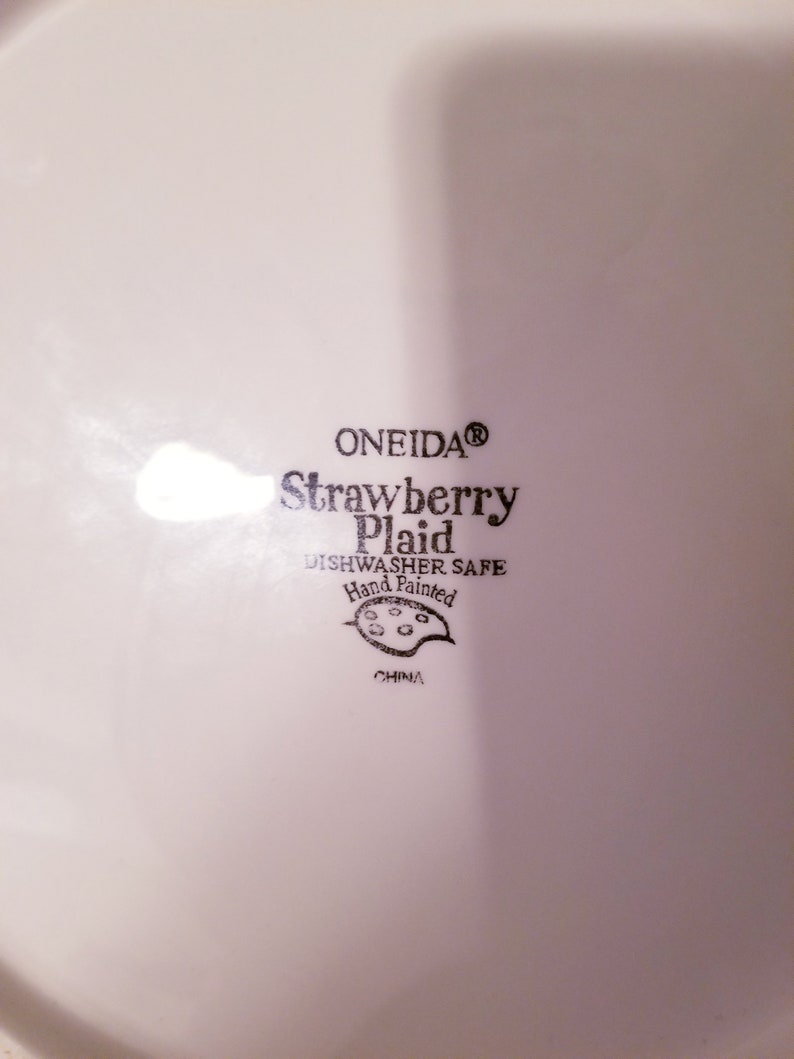 ONEIDA®
Strawberry
Plaid
DISHWASHER SAFE
Hand Painted
CHINA